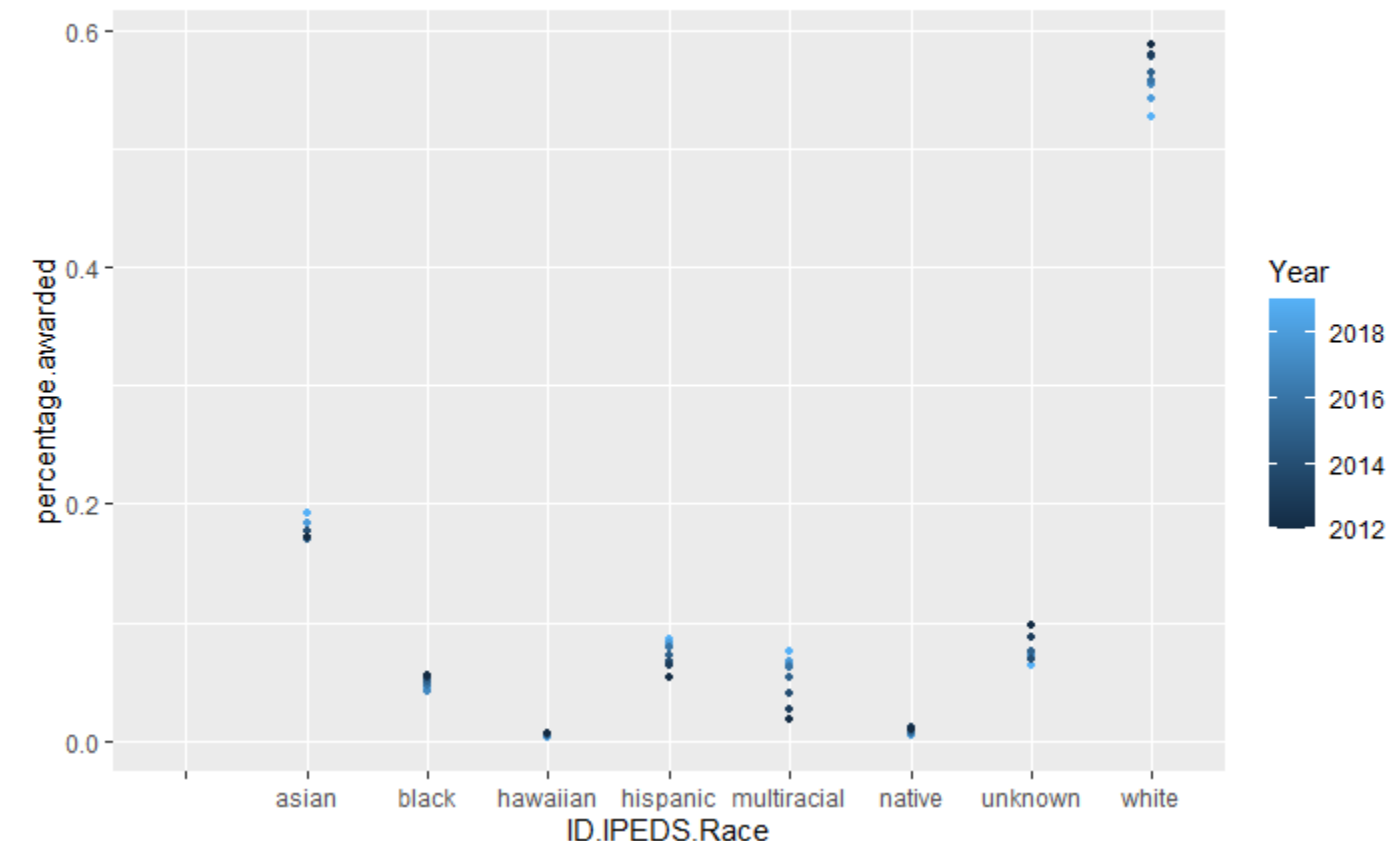 0.6
0.4
0.2
0.0
percentage.awarded
asian black hawaiian hispanic multiracial native unknown white
ID.IPEDS.Race
Year
2018
2016
2014
2012